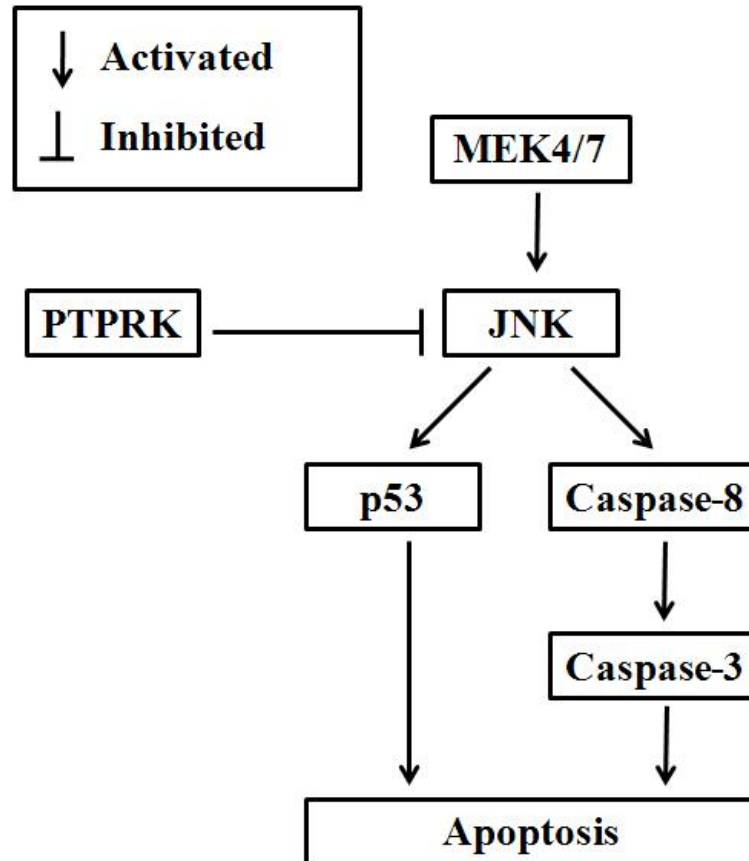 Activated
Inhibited
MEK4/7
PTPRK
JNK
p53
Caspase-8
Caspase-3
Apoptosis